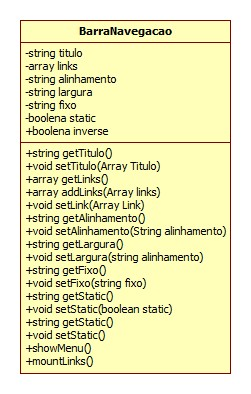 BarraNavegacao
-string titulo
-array links
-string alinhamento
-string largura
-string fixo
-boolena static
+boolena inverse
+string getTitulo()
+void setTitulo(Array Titulo)
+array getLinks()
+array addLinks(Array links)
+void setLink(Array Link)
+string getAlinhamento()
+void setAlinhamento(String alinhamento)
+string getLargura()
+void setLargura(string alinhamento)
+string getFixo()
+void setFixo(string fixo)
+string getStatic()
+void setStatic(boolean static)
+string getStatic()
+void setStatic()
+showMenu()
+mountLinks()